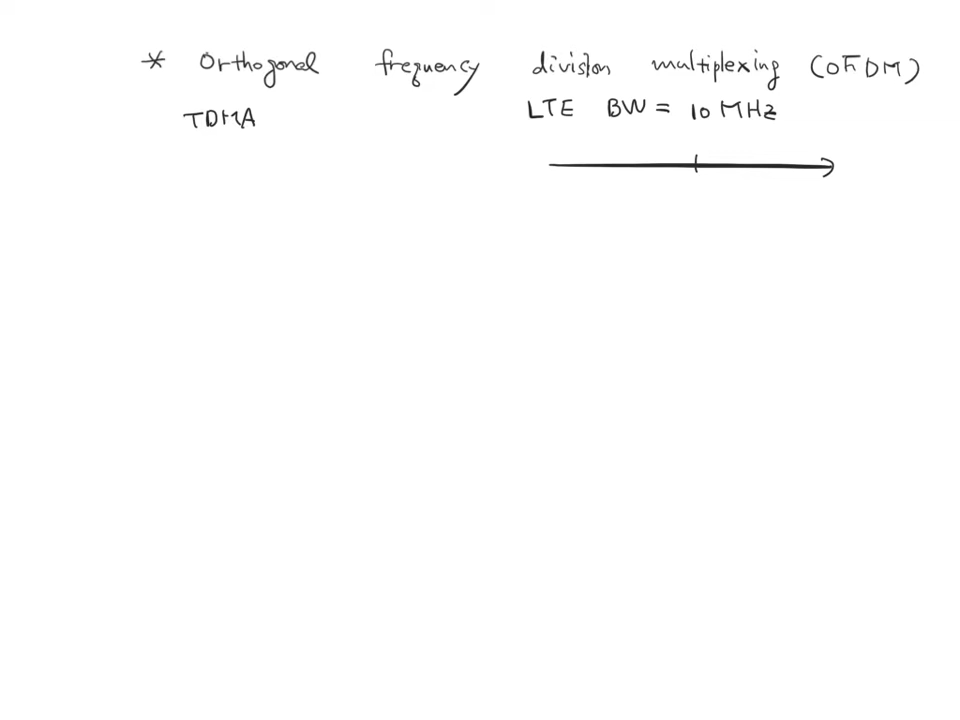 * Orthogonal frequency division multiplexing (OFDM)
TDMA LTE BW = 10 MHz